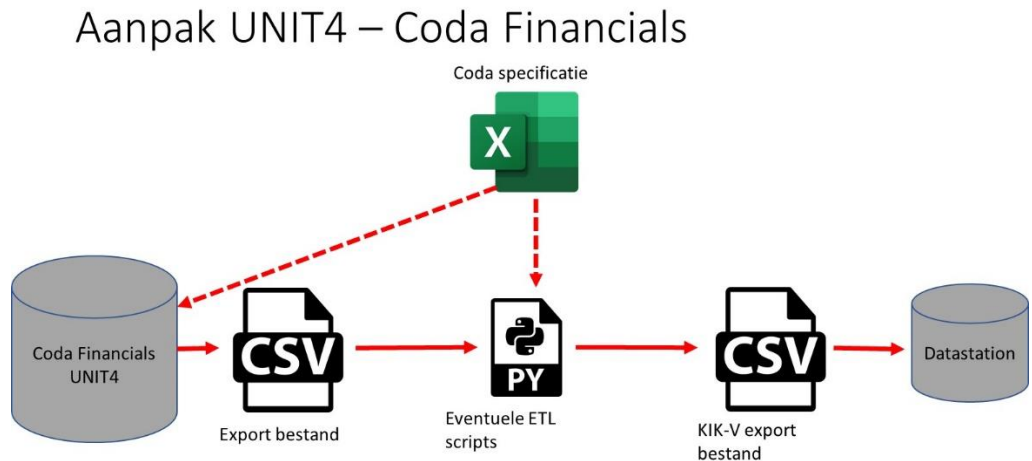 Aanpak UNIT4 – Coda Financials
Coda specificatie
X
Coda Financials
UNIT4
CSV
Export bestand
PY
Eventuele ETL
scripts
CSV
KIK-V export
bestand
Datastation